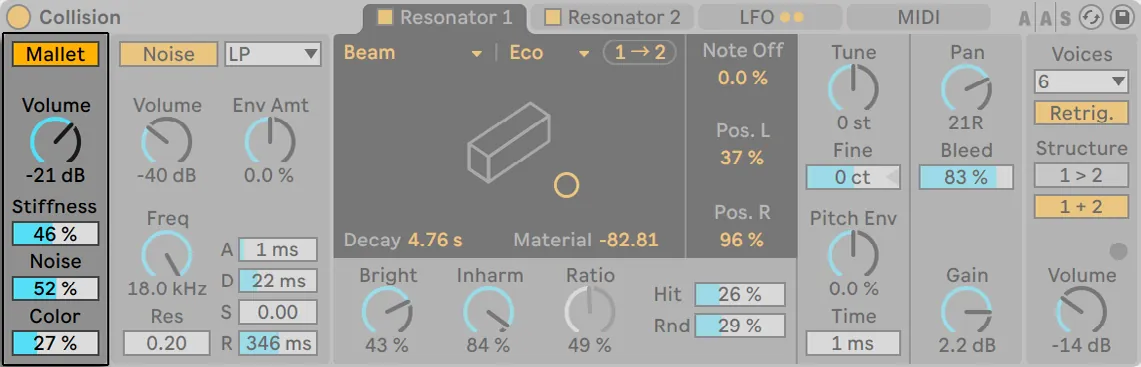 Collision
Resonator 1
Resonator 2
LFO
MIDI
AAS
Mallet
Volume
-21 dB
Stiffness
46 %
Noise
52 %
Color
27 %
Noise
LP
Volume
-40 dB
Env Amt
0.0 %
Freq
18.0 kHz
Res
0.20
A 1 ms
D 22 ms
S 0.00
R 346 ms
Beam
Eco
1 → 2
Decay 4.76 s
Material -82.81
Note Off
0.0 %
Pos. L
37 %
Pos. R
96 %
Bright
43 %
Inharm
84 %
Ratio
49 %
Hit 26 %
Rnd 29 %
Tune
0 st
Fine
0 ct
Pitch Env
0.0 %
Time
1 ms
Pan
21R
Bleed
83 %
Gain
2.2 dB
Voices
6
Retrig.
Structure
1 > 2
1 + 2
Volume
-14 dB